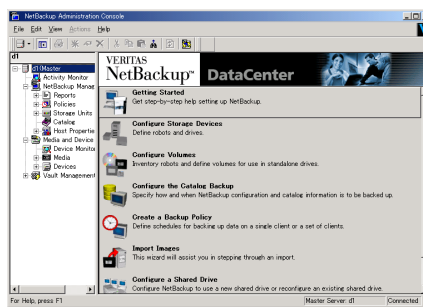 NetBackup Administration Console
File Edit View Actions Help
d1
d1(Master
Activity Monitor
NetBackup Manag
Reports
Policies
Storage Units
Catalog
Host Propertie
Media and Device
Device Monitor
Media
Devices
Vault Management
VERITAS
NetBackup™ DataCenter
Getting Started
Get step-by-step help setting up NetBackup.
Configure Storage Devices
Define robots and drives.
Configure Volumes
Inventory robots and define volumes for use in standalone drives.
Configure the Catalog Backup
Specify how and when NetBackup configuration and catalog information is to be backed up.
Create a Backup Policy
Define schedules for backing up data on a single client or a set of clients.
Import Images
This wizard will assist you in stepping through an import.
Configure a Shared Drive
Configure NetBackup to use a new shared drive or reconfigure an existing shared drive.
For Help, press F1
Master Server: d1
Connected